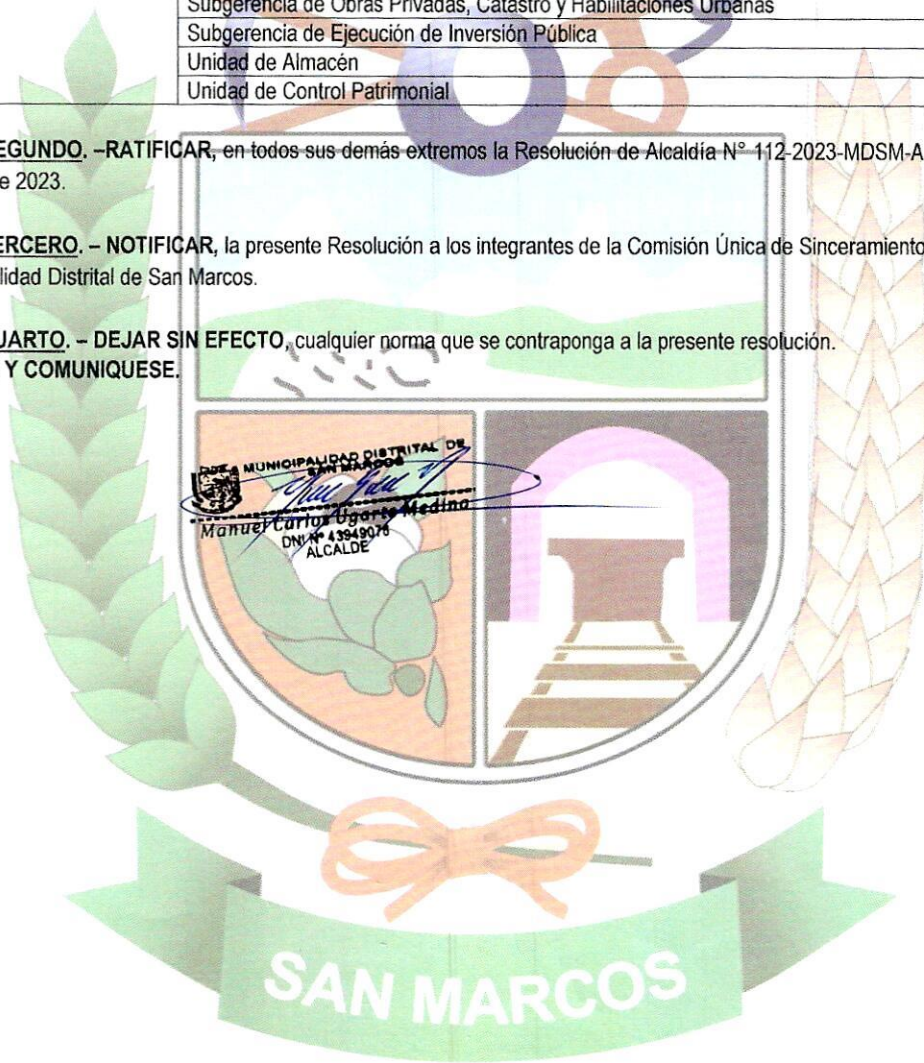 Subgerencia de Obras Privadas, Catastro y Habilitaciones Urbanas
Subgerencia de Ejecución de Inversión Pública
Unidad de Almacén
Unidad de Control Patrimonial
EGUNDO. –RATIFICAR, en todos sus demás extremos la Resolución de Alcaldía N° 112-2023-MDSM-A
e 2023.
ERCERO. – NOTIFICAR, la presente Resolución a los integrantes de la Comisión Única de Sinceramiento
lidad Distrital de San Marcos.
UARTO. – DEJAR SIN EFECTO, cualquier norma que se contraponga a la presente resolución.
Y COMUNIQUESE.
MUNICIPALIDAD DISTRITAL DE
SAN MARCOS
Manuel Carlos Ugarte Medina
DNI N° 43949076
ALCALDE
SAN MARCOS